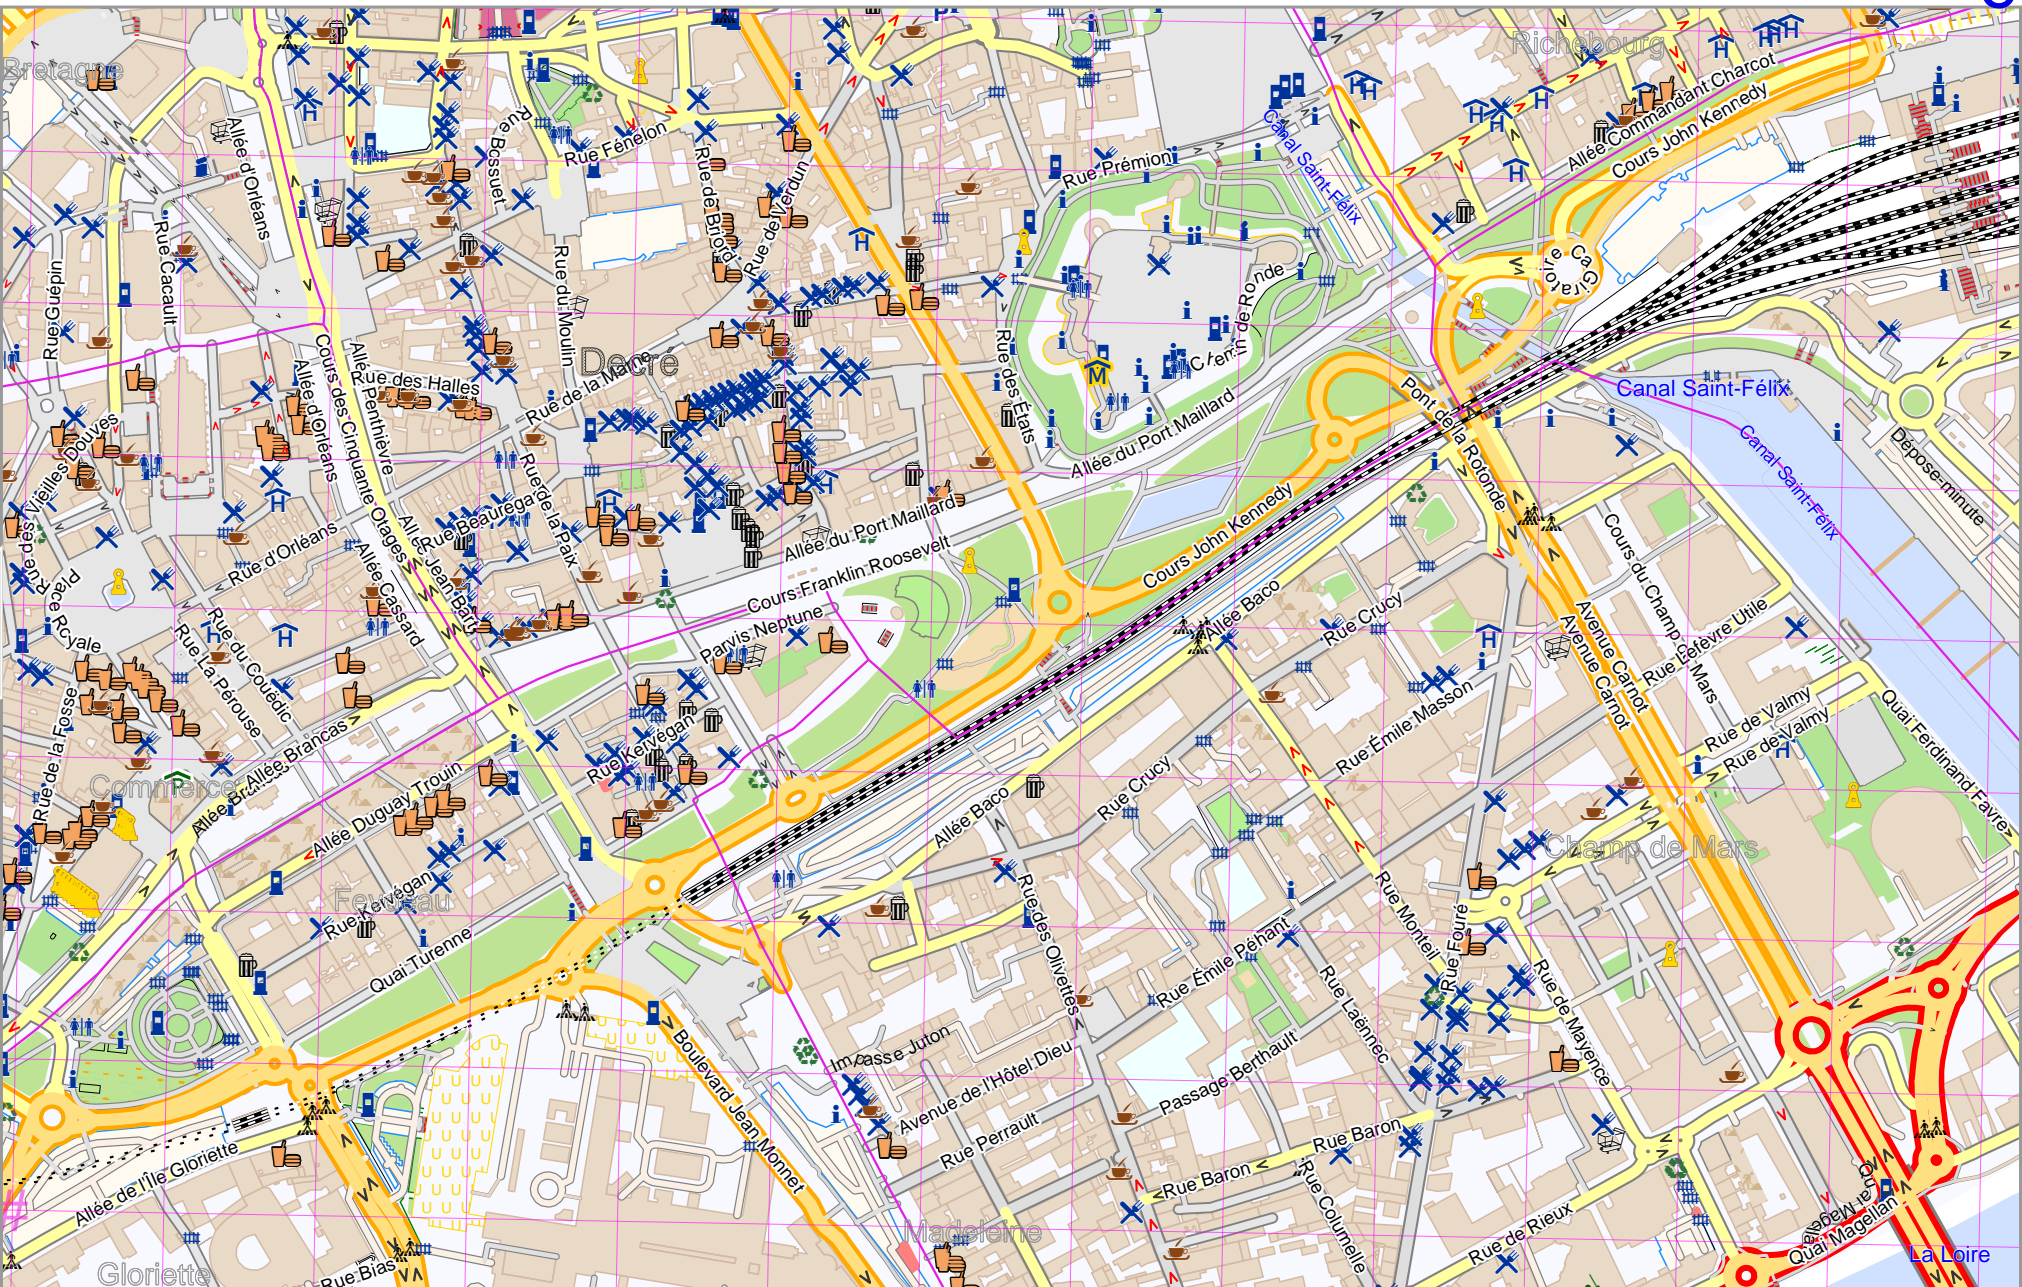 Bretagne
Richebourg
Allée Commandant Charcot
Cours John Kennedy
Canal Saint-Félix
Rue Prémion
Rue Fénelon
Rue Bossuet
Allée d'Orléans
Rue de Briord
Rue de Verdun
Rue Cacault
Rue Guépin
Rue du Moulin
Decré
Rue de la Marne
Rue des Halles
Allée Penthièvre
Cours des Cinquante Otages
Allée d'Orléans
Rue des États
Chemin de Ronde
Ca Giratoire
M
Allée du Port Maillard
Pont de la Rotonde
Canal Saint-Félix
Canal Saint-Félix
Dépose-minute
Rue des Vieilles Douves
Rue Beauregard
Rue de la Paix
Allée Jean Bart
Allée Cassard
Rue d'Orléans
Place Royale
Allée du Port Maillard
Cours Franklin Roosevelt
Parvis Neptune
Cours John Kennedy
Allée Baco
Rue Crucy
Cours du Champ de Mars
Avenue Carnot
Avenue Carnot
Rue Lefèvre Utile
Rue de Valmy
Rue de Valmy
Quai Ferdinand Favre
Rue du Couëdic
Rue La Pérouse
Rue de la Fosse
Commerce
Allée Brancas
Allée Duguay Trouin
Rue Kervégan
Rue Kervégan
Feydeau
Quai Turenne
Allée Baco
Rue Crucy
Rue Émile Masson
Champ de Mars
Rue Monteil
Rue Fouré
Rue des Olivettes
Rue Émile Péhant
Rue Laënnec
Rue de Mayence
Boulevard Jean Monnet
Impasse Juton
Avenue de l'Hôtel Dieu
Passage Berthault
Rue Perrault
Rue Baron
Rue Baron
Rue Columelle
Rue de Rieux
Quai Magellan
Quai Magellan
La Loire
Allée de l'Île Gloriette
Gloriette
Rue Bias
Madeleine